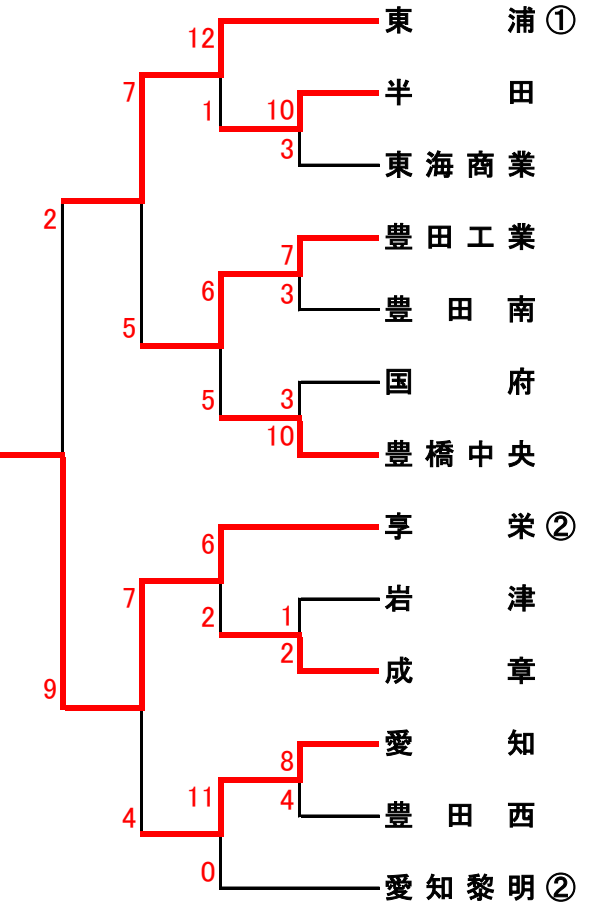 東浦①
12
7
1
10
半田
3
東海商業
2
7
豊田工業
6
3
豊田南
5
5
3
国府
10
豊橋中央
6
享栄②
7
2
1
岩津
2
成章
9
8
愛知
11
4
豊田西
4
0
愛知黎明②